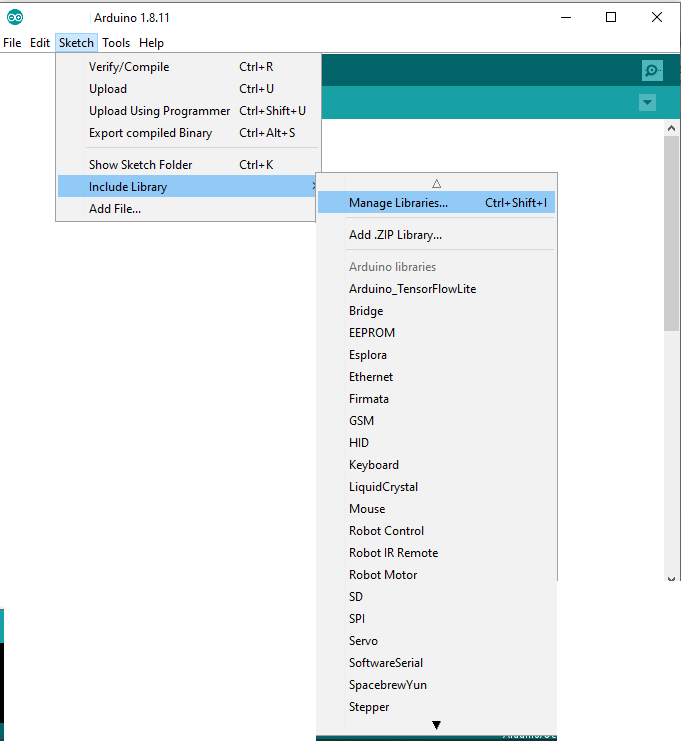 Arduino 1.8.11
File Edit Sketch Tools Help
Verify/Compile Ctrl+R
Upload Ctrl+U
Upload Using Programmer Ctrl+Shift+U
Export compiled Binary Ctrl+Alt+S
Show Sketch Folder Ctrl+K
Include Library
Add File...
Manage Libraries... Ctrl+Shift+I
Add .ZIP Library...
Arduino libraries
Arduino_TensorFlowLite
Bridge
EEPROM
Esplora
Ethernet
Firmata
GSM
HID
Keyboard
LiquidCrystal
Mouse
Robot Control
Robot IR Remote
Robot Motor
SD
SPI
Servo
SoftwareSerial
SpacebrewYun
Stepper